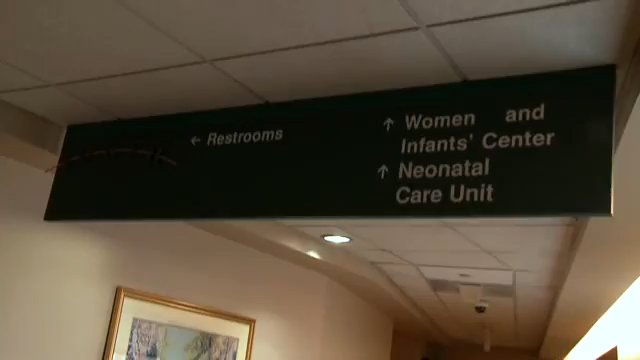 ← Restrooms
↑ Women and
Infants' Center
↑ Neonatal
Care Unit